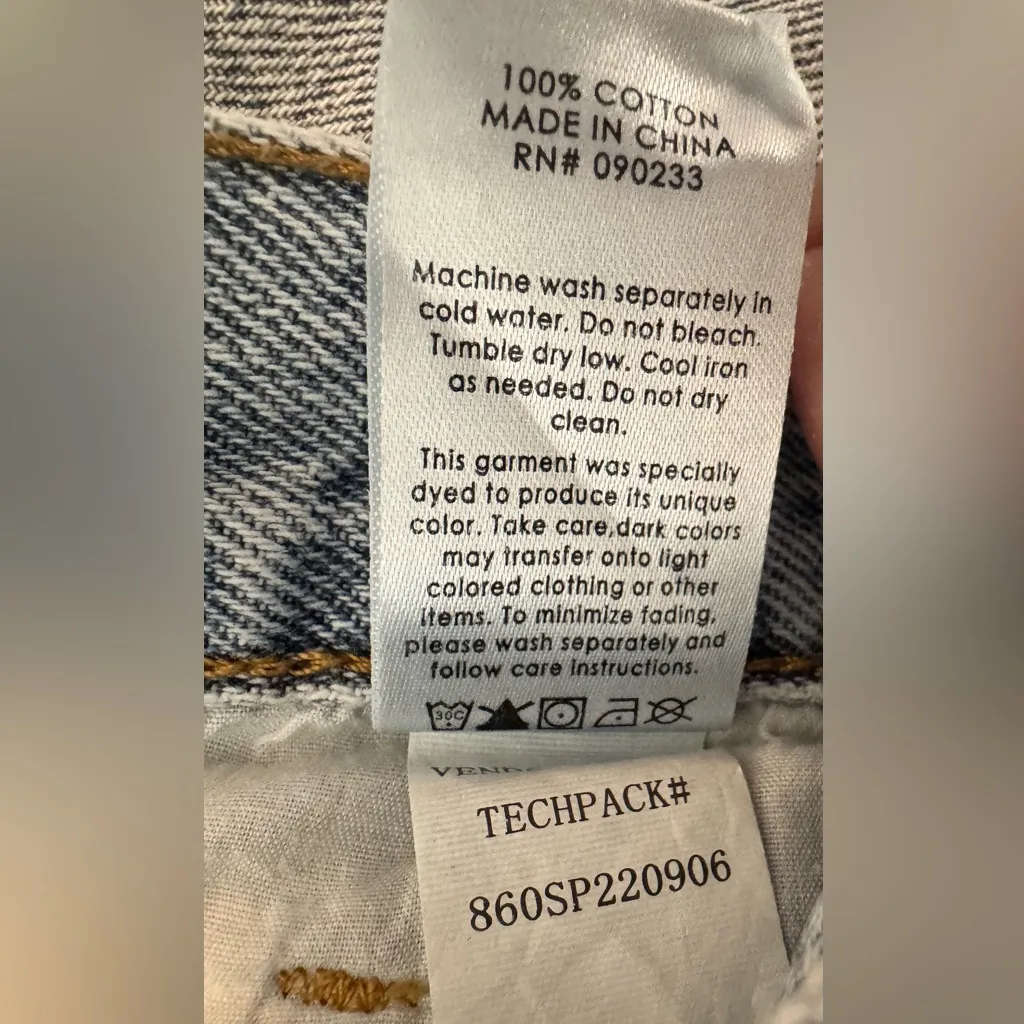 100% COTTON
MADE IN CHINA
RN# 090233
Machine wash separately in
cold water. Do not bleach.
Tumble dry low. Cool iron
as needed. Do not dry
clean.
This garment was specially
dyed to produce its unique
color. Take care,dark colors
may transfer onto light
colored clothing or other
items. To minimize fading,
please wash separately and
follow care instructions.
30C
TECHPACK#
860SP220906